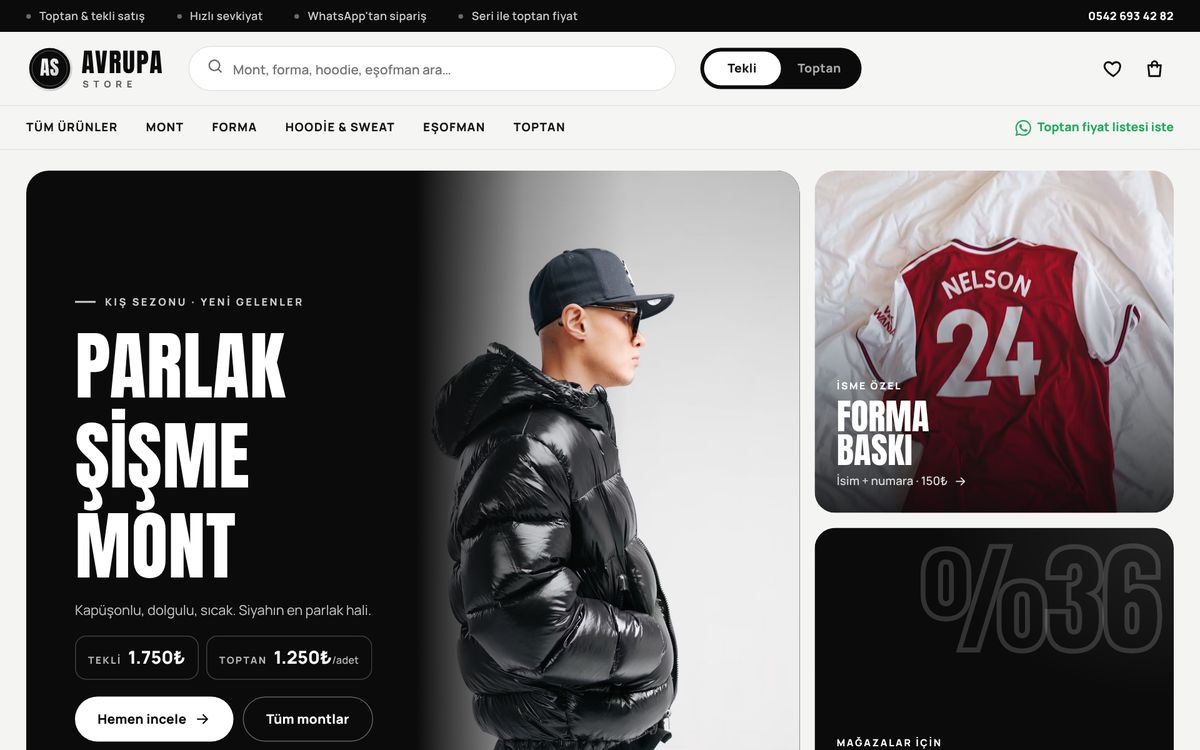 Toptan & tekli satış
Hızlı sevkiyat
WhatsApp'tan sipariş
Seri ile toptan fiyat
0542 693 42 82
AS
AVRUPA
STORE
Mont, forma, hoodie, eşofman ara...
Tekli
Toptan
TÜM ÜRÜNLER
MONT
FORMA
HOODİE & SWEAT
EŞOFMAN
TOPTAN
Toptan fiyat listesi iste
KIŞ SEZONU · YENİ GELENLER
PARLAK
ŞİŞME
MONT
Kapüşonlu, dolgulu, sıcak. Siyahın en parlak hali.
TEKLİ 1.750₺
TOPTAN 1.250₺/adet
Hemen incele →
Tüm montlar
NELSON
24
İSME ÖZEL
FORMA
BASKI
İsim + numara · 150₺ →
%36
MAĞAZALAR İÇİN